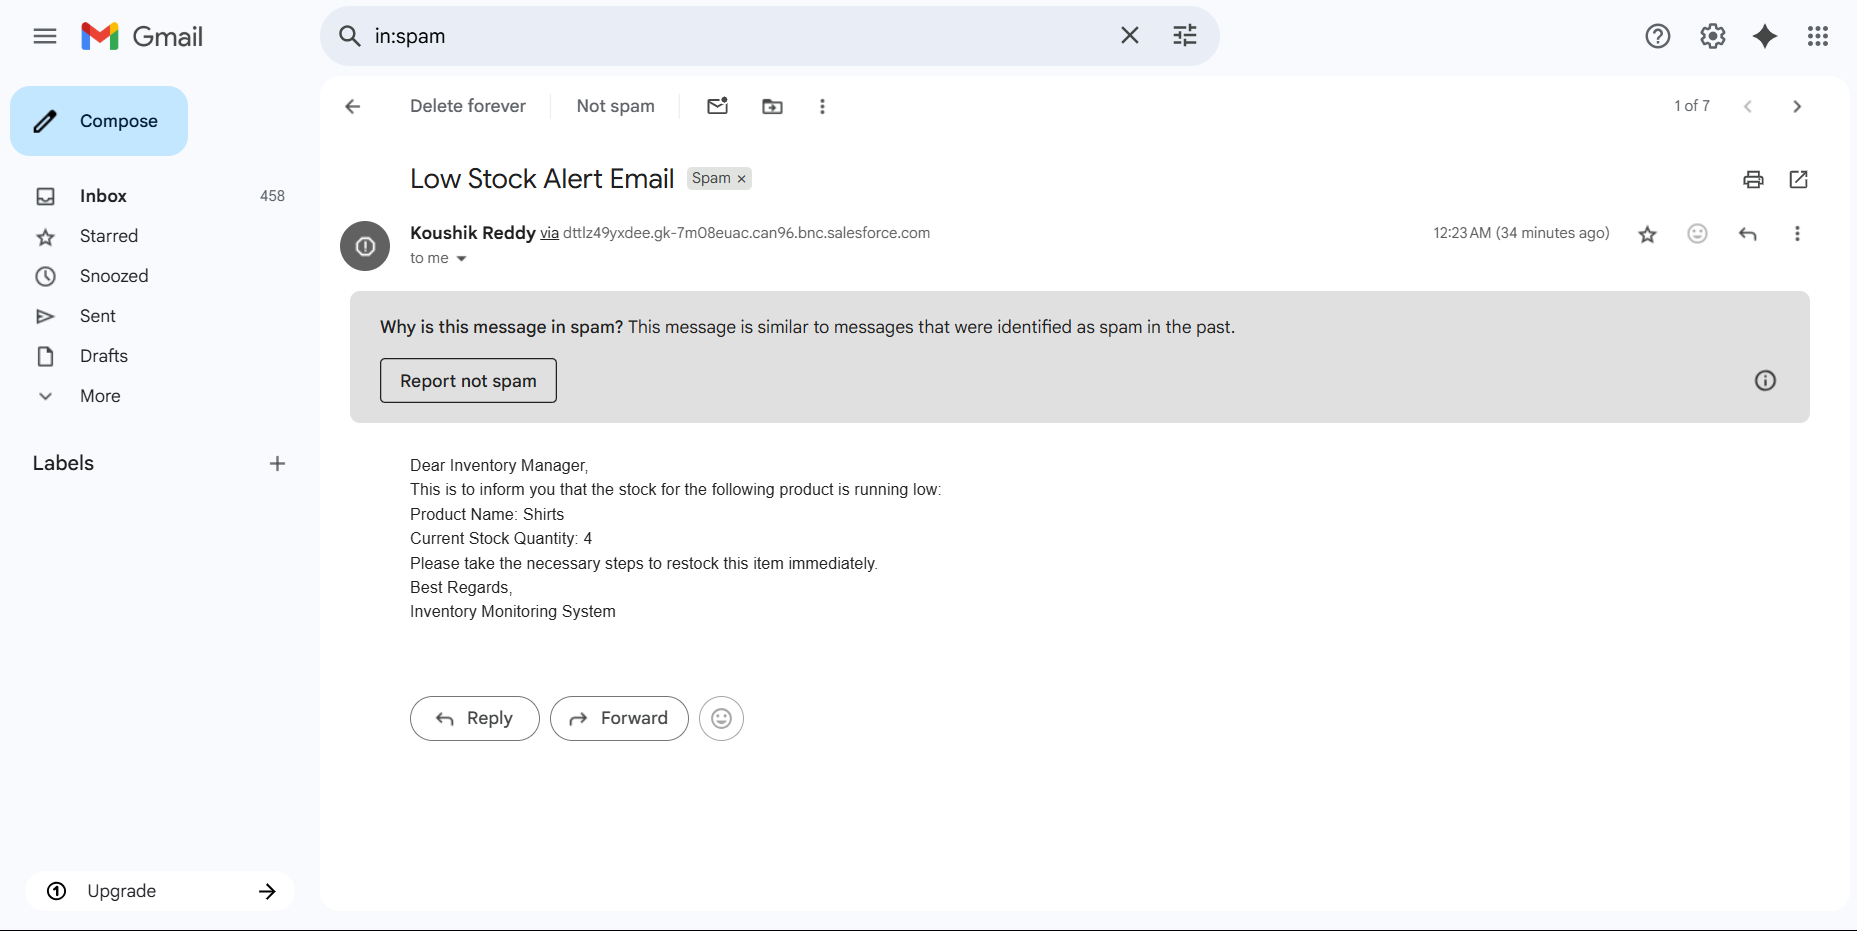 Gmail
in:spam
Compose
Inbox 458
Starred
Snoozed
Sent
Drafts
More
Labels
Upgrade
Delete forever
Not spam
1 of 7
Low Stock Alert Email
Spam ×
Koushik Reddy via dttlz49yxdee.gk-7m08euac.can96.bnc.salesforce.com
12:23 AM (34 minutes ago)
to me
Why is this message in spam? This message is similar to messages that were identified as spam in the past.
Report not spam
Dear Inventory Manager,
This is to inform you that the stock for the following product is running low:
Product Name: Shirts
Current Stock Quantity: 4
Please take the necessary steps to restock this item immediately.
Best Regards,
Inventory Monitoring System
Reply
Forward